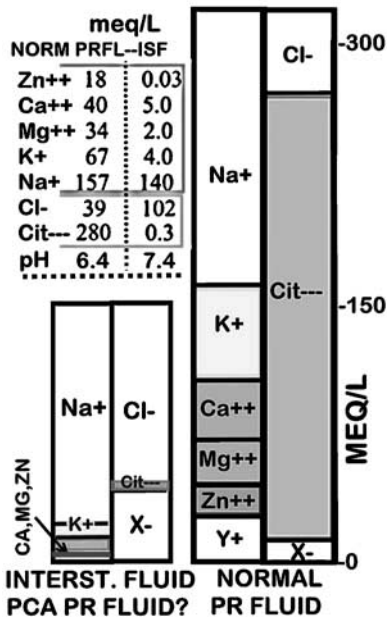 meq/L
NORM PRFL--ISF
Zn++ 18 0.03
Ca++ 40 5.0
Mg++ 34 2.0
K+ 67 4.0
Na+ 157 140
Cl- 39 102
Cit--- 280 0.3
pH 6.4 7.4
-300
Cl-
Na+
Cit---
-150
K+
Ca++
Mg++
Zn++
Y+
X-
-0
MEQ/L
Na+
Cl-
Cit---
K+
X-
CA,MG,ZN
INTERST. FLUID
PCA PR FLUID?
NORMAL
PR FLUID